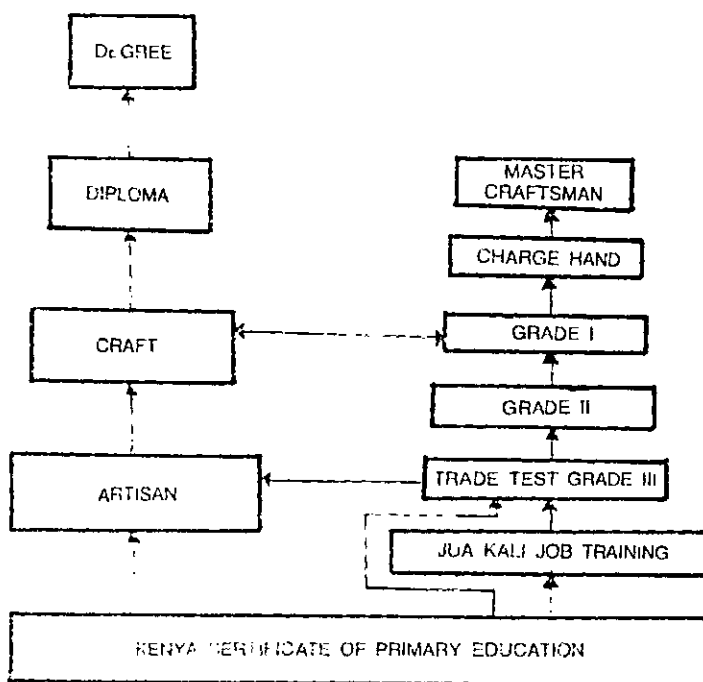 DEGREE
DIPLOMA
MASTER
CRAFTSMAN
CHARGE HAND
CRAFT
GRADE I
GRADE II
ARTISAN
TRADE TEST GRADE III
JUA KALI JOB TRAINING
KENYA CERTIFICATE OF PRIMARY EDUCATION